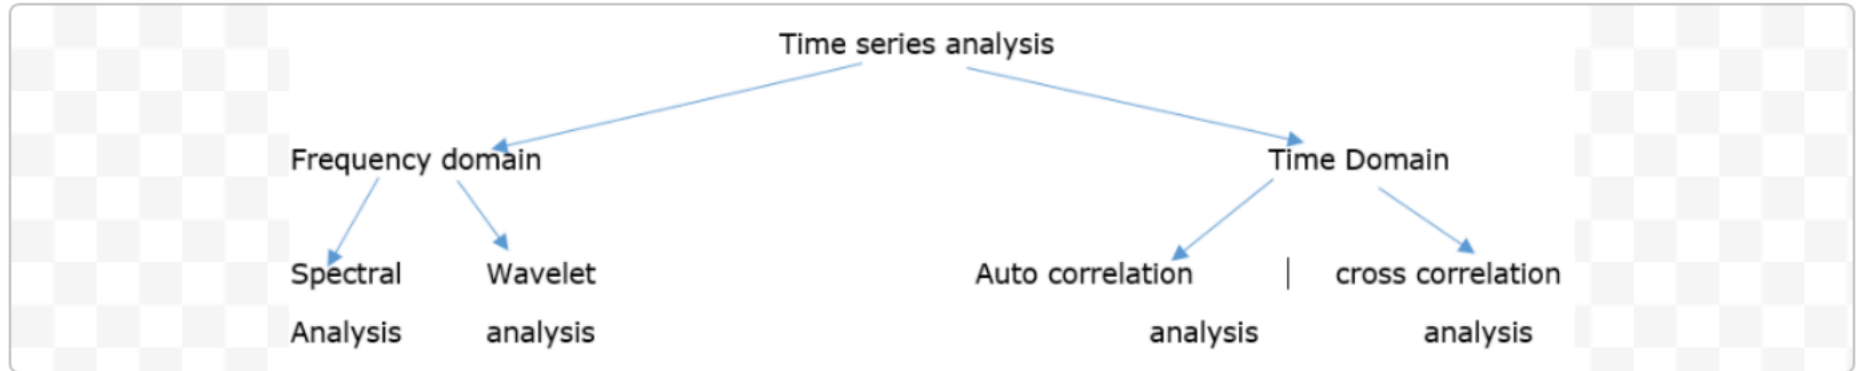 Time series analysis
Frequency domain Time Domain
Spectral Wavelet Auto correlation | cross correlation
Analysis analysis analysis analysis